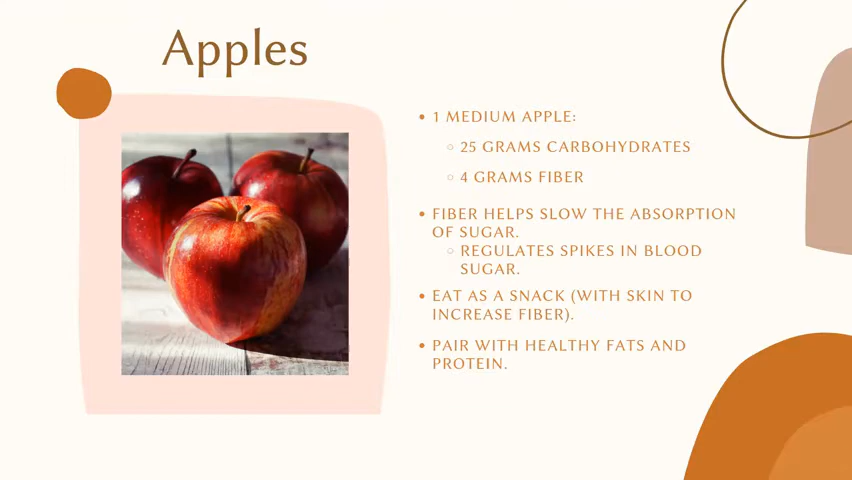 Apples
• 1 MEDIUM APPLE:
○ 25 GRAMS CARBOHYDRATES
○ 4 GRAMS FIBER
• FIBER HELPS SLOW THE ABSORPTION
OF SUGAR.
○ REGULATES SPIKES IN BLOOD
SUGAR.
• EAT AS A SNACK (WITH SKIN TO
INCREASE FIBER).
• PAIR WITH HEALTHY FATS AND
PROTEIN.